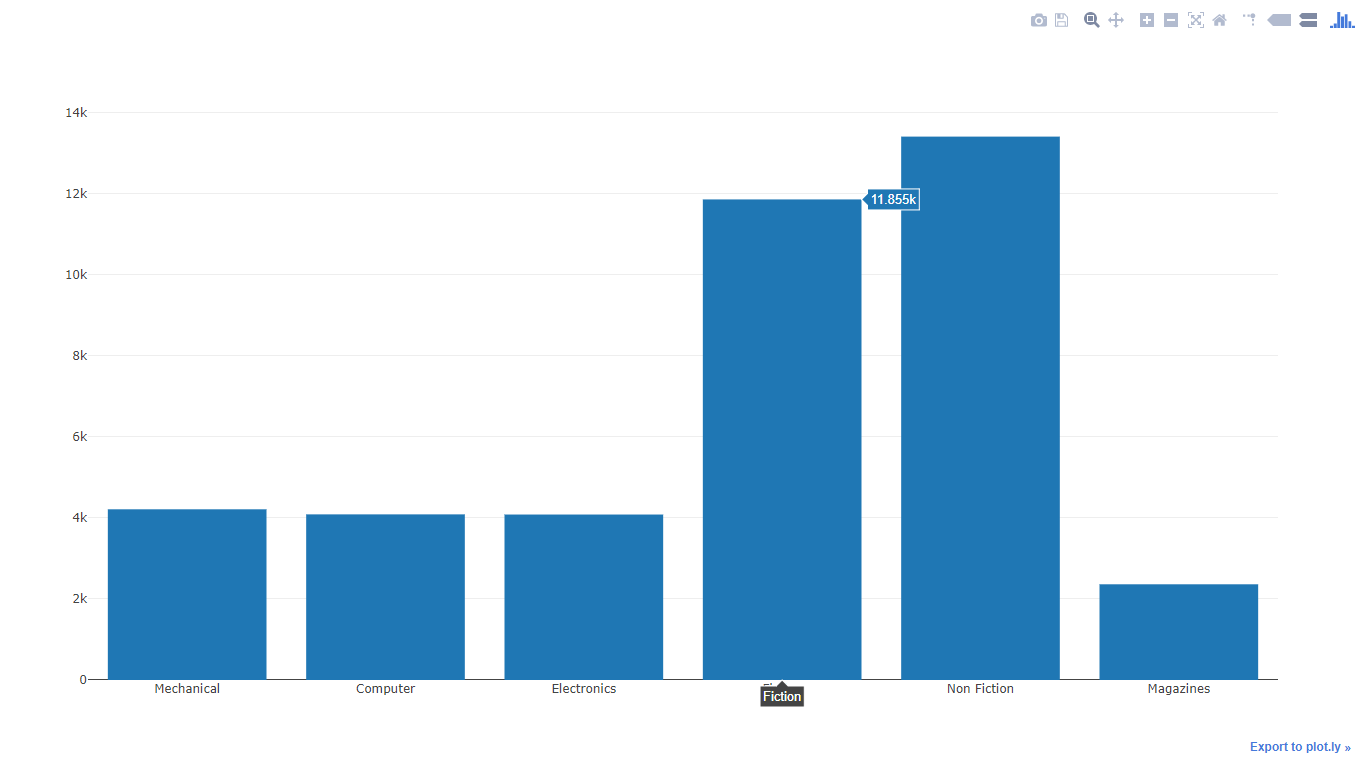 14k
12k
11.855k
10k
8k
6k
4k
2k
0
Mechanical Computer Electronics Fiction Non Fiction Magazines
Export to plot.ly »